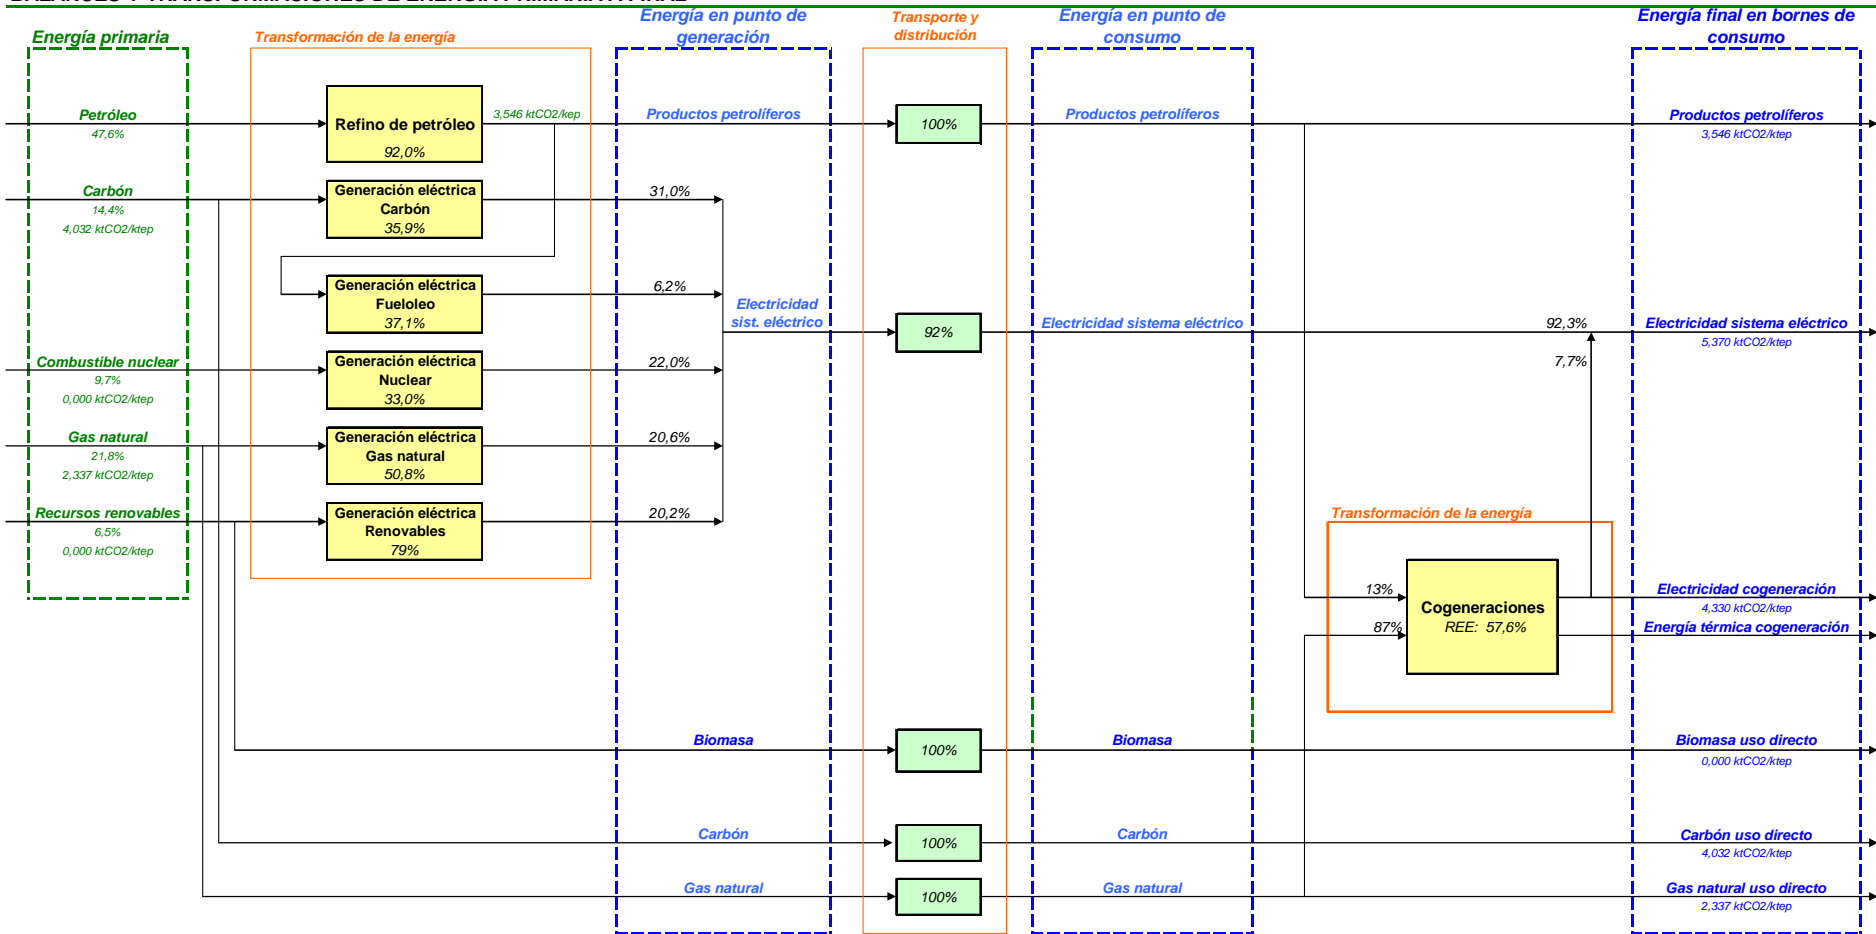 Energía primaria
Transformación de la energía
Energía en punto de
generación
Transporte y
distribución
Energía en punto de
consumo
Energía final en bornes de
consumo
Petróleo
47,6%
Refino de petróleo
92,0%
3,546 ktCO2/kep
Productos petrolíferos
100%
Productos petrolíferos
Productos petrolíferos
3,546 ktCO2/ktep
Carbón
14,4%
4,032 ktCO2/ktep
Generación eléctrica
Carbón
35,9%
31,0%
Generación eléctrica
Fueloleo
37,1%
6,2%
Electricidad
sist. eléctrico
92%
Electricidad sistema eléctrico
92,3%
7,7%
Electricidad sistema eléctrico
5,370 ktCO2/ktep
Combustible nuclear
9,7%
0,000 ktCO2/ktep
Generación eléctrica
Nuclear
33,0%
22,0%
Gas natural
21,8%
2,337 ktCO2/ktep
Generación eléctrica
Gas natural
50,8%
20,6%
Recursos renovables
6,5%
0,000 ktCO2/ktep
Generación eléctrica
Renovables
79%
20,2%
Transformación de la energía
13%
87%
Cogeneraciones
REE: 57,6%
Electricidad cogeneración
4,330 ktCO2/ktep
Energía térmica cogeneración
Biomasa
100%
Biomasa
Biomasa uso directo
0,000 ktCO2/ktep
Carbón
100%
Carbón
Carbón uso directo
4,032 ktCO2/ktep
Gas natural
100%
Gas natural
Gas natural uso directo
2,337 ktCO2/ktep